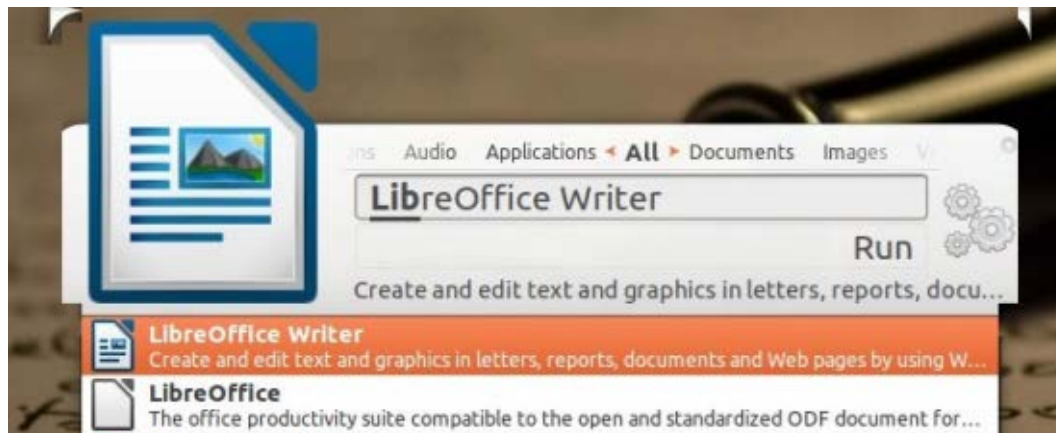 Audio Applications All Documents Images
LibreOffice Writer
Run
Create and edit text and graphics in letters, reports, docu...
LibreOffice Writer
Create and edit text and graphics in letters, reports, documents and Web pages by using W...
LibreOffice
The office productivity suite compatible to the open and standardized ODF document for...